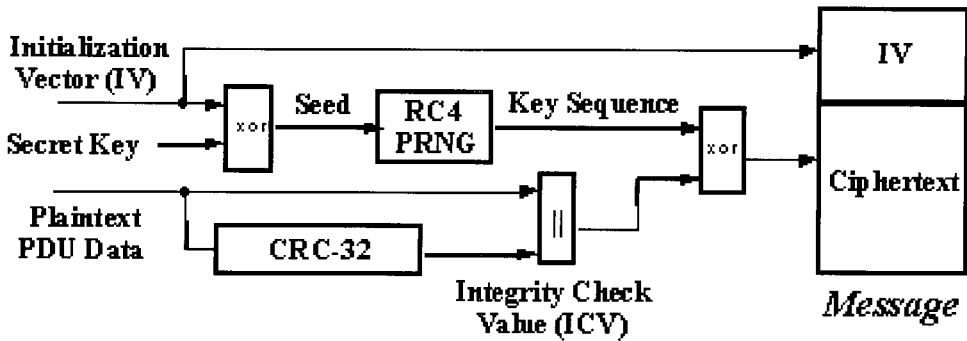 Initialization
Vector (IV)
IV
Seed
RC4
PRNG
Key Sequence
xor
Secret Key
xor
Ciphertext
Plaintext
PDU Data
CRC-32
||
Integrity Check
Value (ICV)
Message